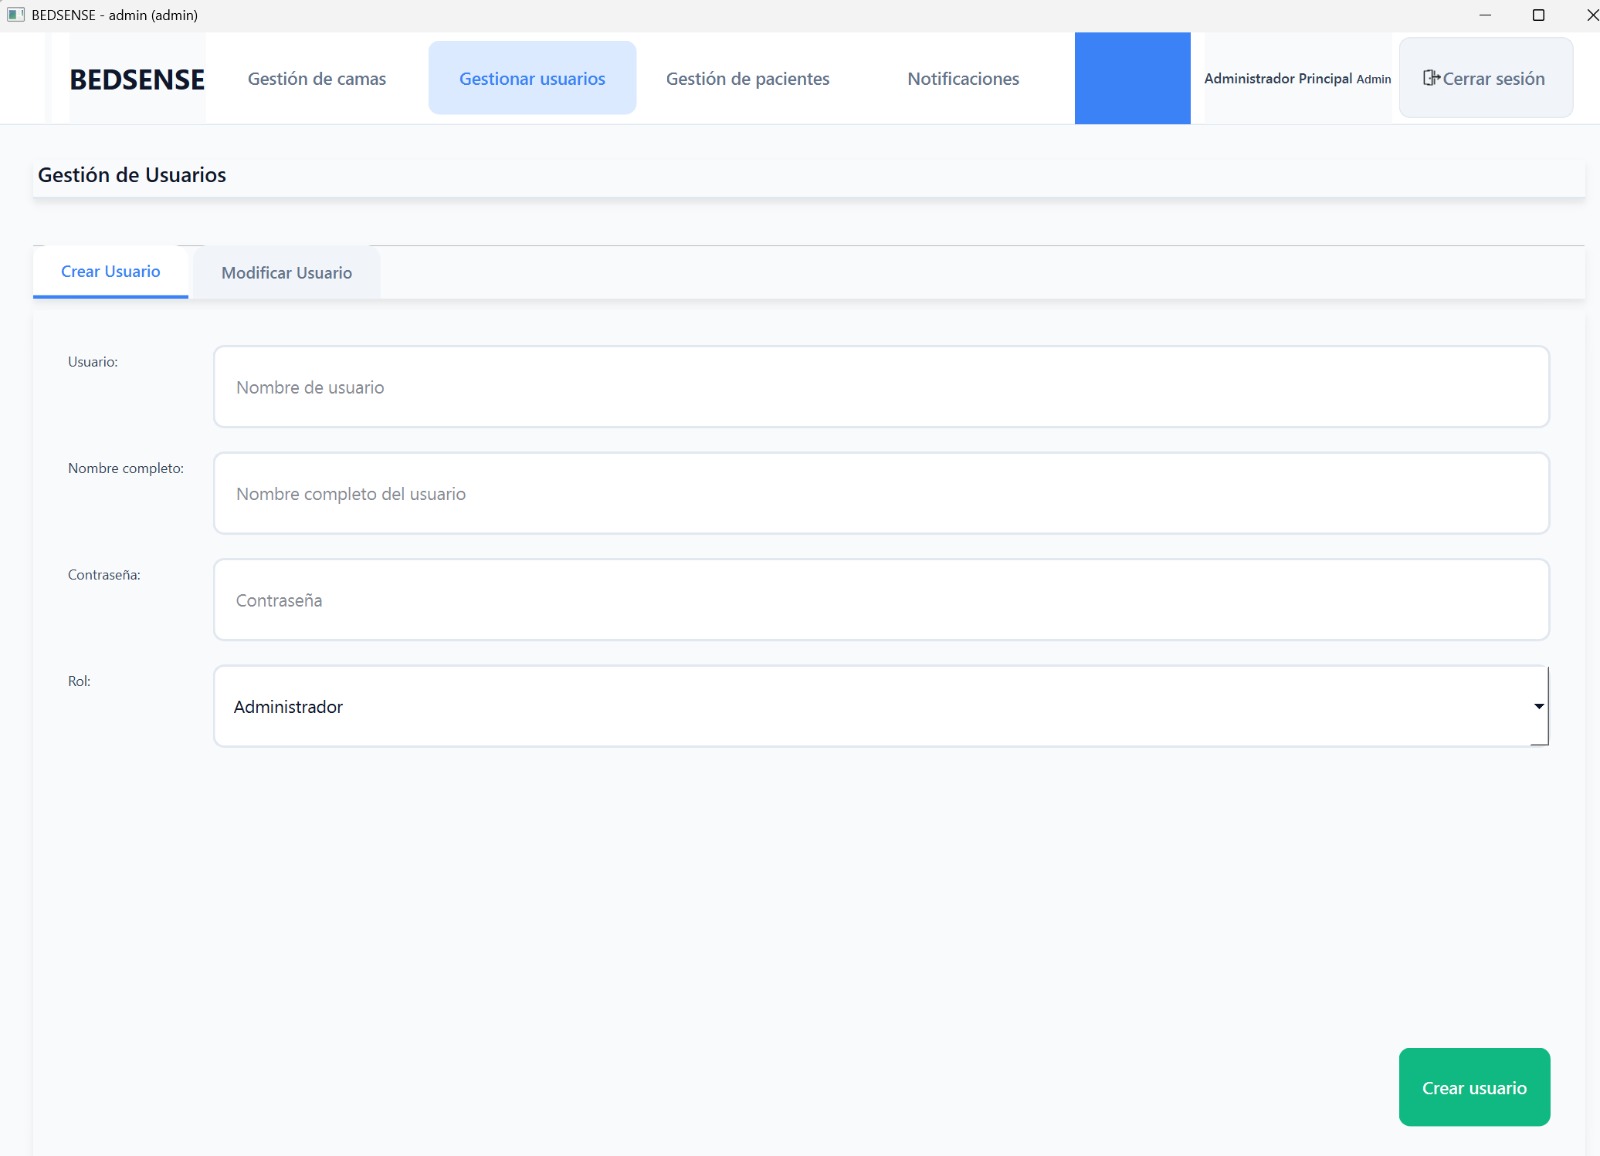 BEDSENSE - admin (admin)
BEDSENSE
Gestión de camas
Gestionar usuarios
Gestión de pacientes
Notificaciones
Administrador Principal Admin
Cerrar sesión
Gestión de Usuarios
Crear Usuario
Modificar Usuario
Usuario:
Nombre de usuario
Nombre completo:
Nombre completo del usuario
Contraseña:
Contraseña
Rol:
Administrador
Crear usuario